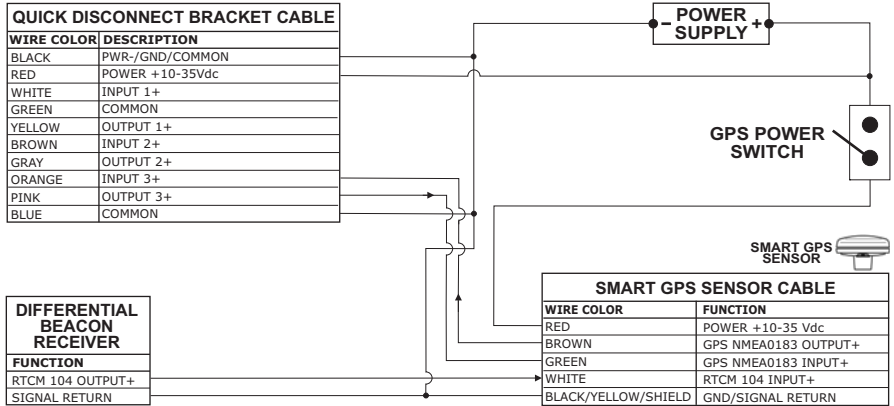 QUICK DISCONNECT BRACKET CABLE
WIRE COLOR DESCRIPTION
BLACK PWR-/GND/COMMON
RED POWER +10-35Vdc
WHITE INPUT 1+
GREEN COMMON
YELLOW OUTPUT 1+
BROWN INPUT 2+
GRAY OUTPUT 2+
ORANGE INPUT 3+
PINK OUTPUT 3+
BLUE COMMON
- POWER SUPPLY +
GPS POWER
SWITCH
SMART GPS
SENSOR
SMART GPS SENSOR CABLE
WIRE COLOR FUNCTION
RED POWER +10-35 Vdc
BROWN GPS NMEA0183 OUTPUT+
GREEN GPS NMEA0183 INPUT+
WHITE RTCM 104 INPUT+
BLACK/YELLOW/SHIELD GND/SIGNAL RETURN
DIFFERENTIAL
BEACON
RECEIVER
FUNCTION
RTCM 104 OUTPUT+
SIGNAL RETURN